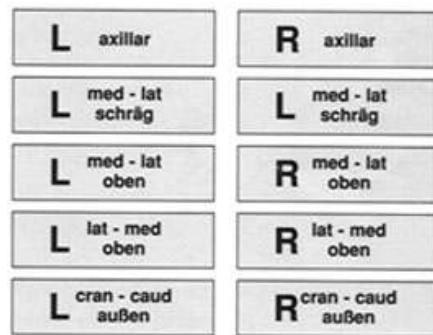 L axillar
R axillar
L med - lat
schräg
L med - lat
schräg
L med - lat
oben
R med - lat
oben
L lat - med
oben
R lat - med
oben
L cran - caud
außen
R cran - caud
außen